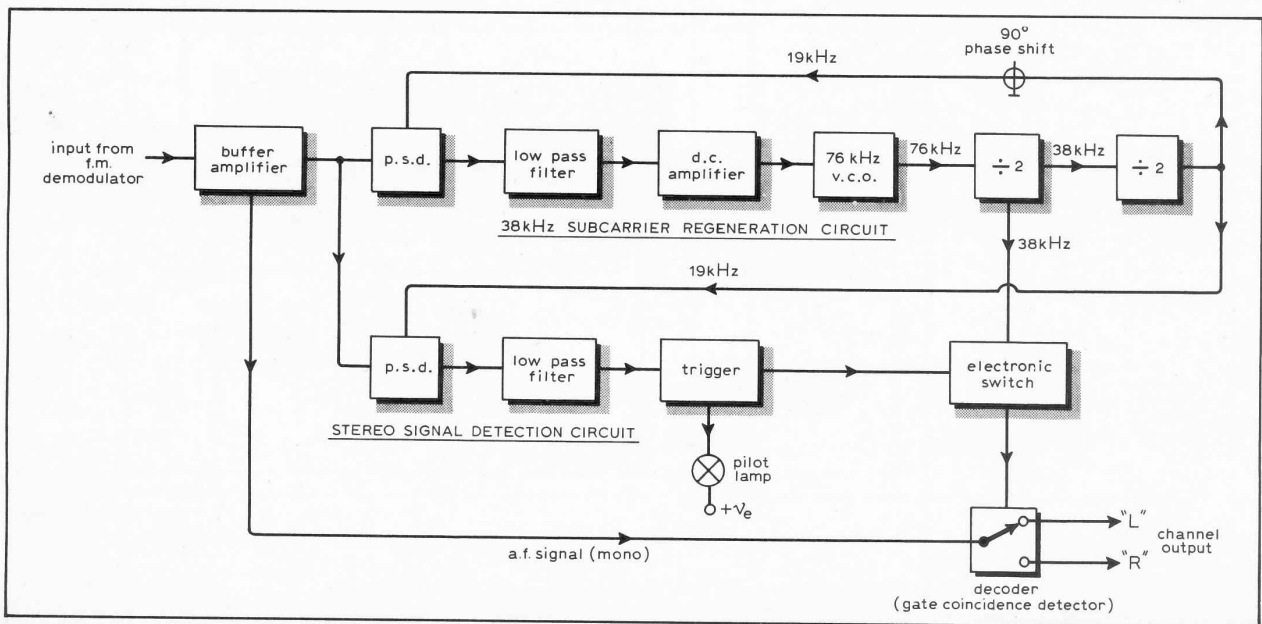 90°
phase shift
19kHz
input from
f.m.
demodulator
buffer
amplifier
p.s.d.
low pass
filter
d.c.
amplifier
76 kHz
v.c.o.
76kHz
÷ 2
38kHz
÷ 2
38kHz SUBCARRIER REGENERATION CIRCUIT
38kHz
19kHz
p.s.d.
low pass
filter
trigger
electronic
switch
STEREO SIGNAL DETECTION CIRCUIT
pilot
lamp
+ve
a.f. signal (mono)
"L"
"R"
channel
output
decoder
(gate coincidence detector)